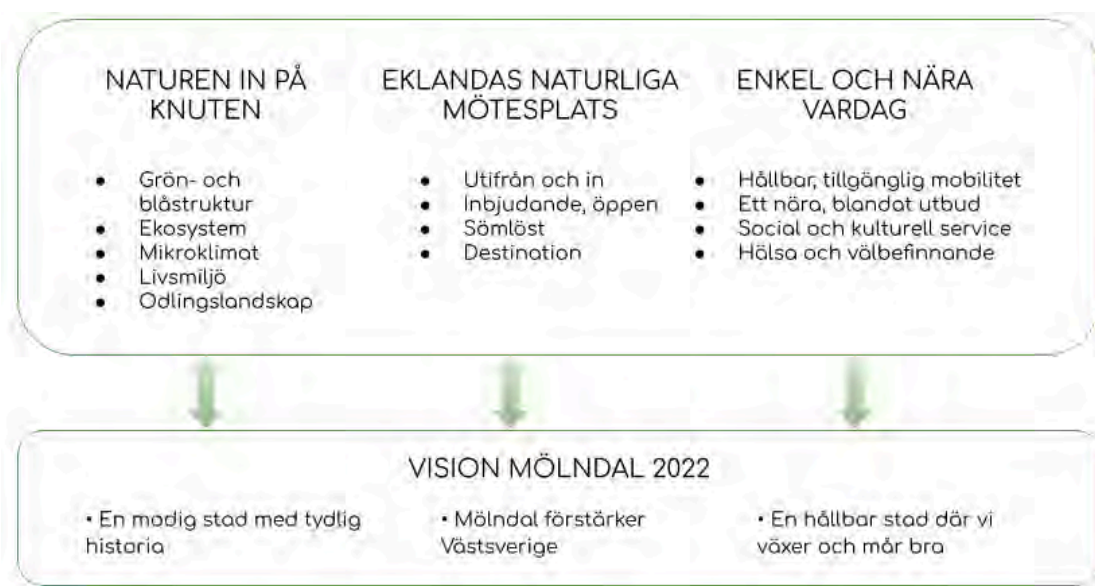 NATUREN IN PÅ
KNUTEN
• Grön- och
blåstruktur
• Ekosystem
• Mikroklimat
• Livsmiljö
• Odlingslandskap
EKLANDAS NATURLIGA
MÖTESPLATS
• Utifrån och in
• Inbjudande, öppen
• Sömlöst
• Destination
ENKEL OCH NÄRA
VARDAG
• Hållbar, tillgänglig mobilitet
• Ett nära, blandat utbud
• Social och kulturell service
• Hälsa och välbefinnande
VISION MÖLNDAL 2022
• En modig stad med tydlig
historia
• Mölndal förstärker
Västsverige
• En hållbar stad där vi
växer och mår bra